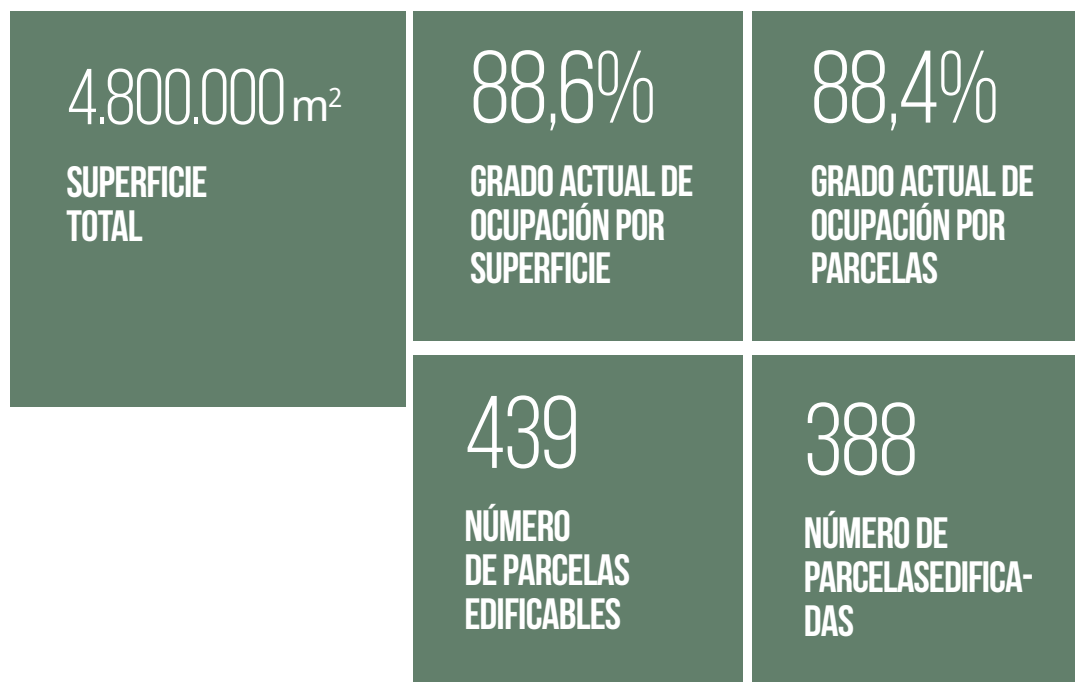 4.800.000 m²
SUPERFICIE
TOTAL
88,6%
GRADO ACTUAL DE
OCUPACIÓN POR
SUPERFICIE
88,4%
GRADO ACTUAL DE
OCUPACIÓN POR
PARCELAS
439
NÚMERO
DE PARCELAS
EDIFICABLES
388
NÚMERO DE
PARCELASEDIFICA-
DAS